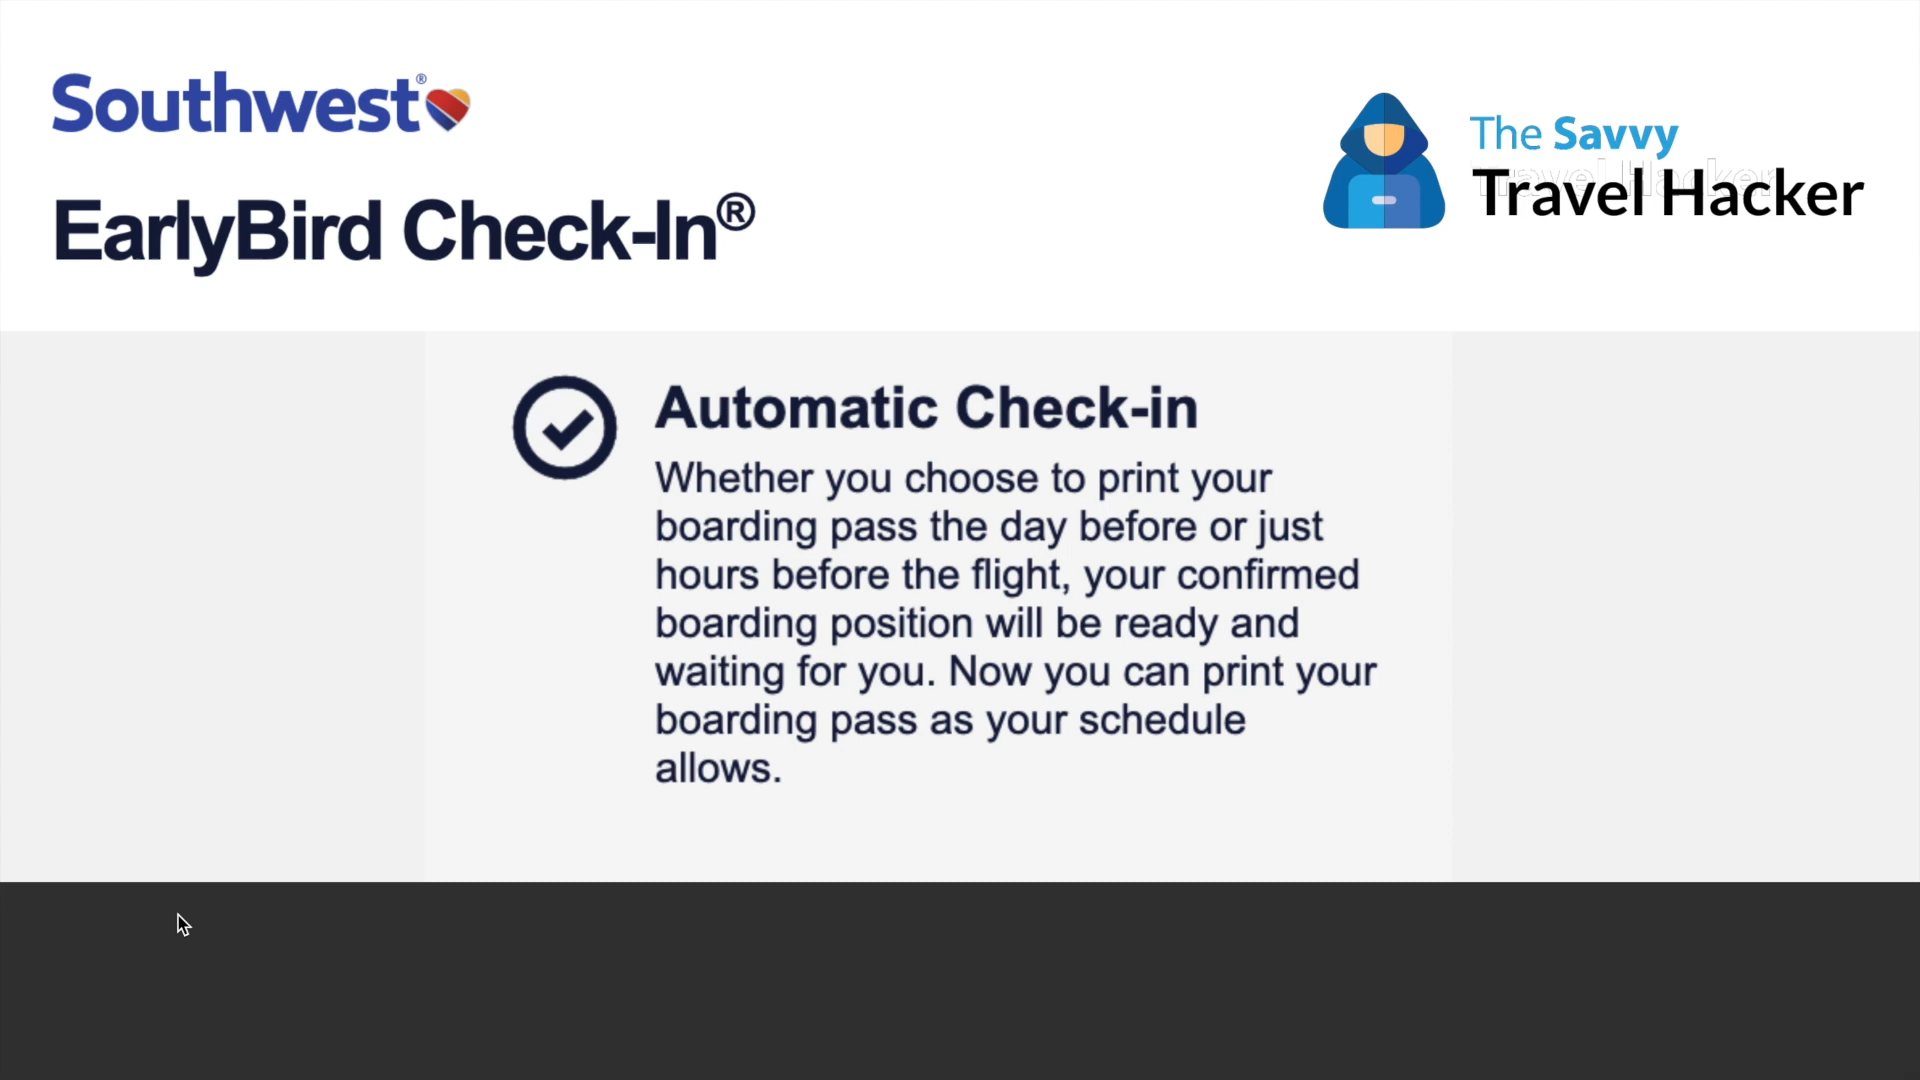 Southwest®
EarlyBird Check-In®
The Savvy
Travel Hacker
Automatic Check-in
Whether you choose to print your
boarding pass the day before or just
hours before the flight, your confirmed
boarding position will be ready and
waiting for you. Now you can print your
boarding pass as your schedule
allows.